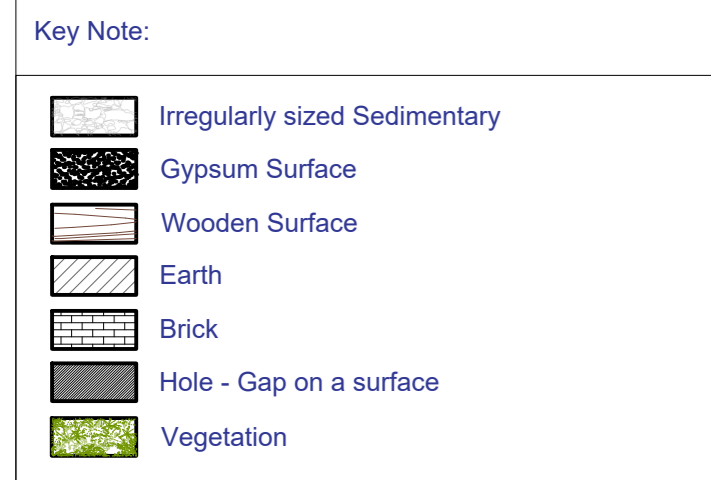 Key Note:
Irregularly sized Sedimentary
Gypsum Surface
Wooden Surface
Earth
Brick
Hole - Gap on a surface
Vegetation